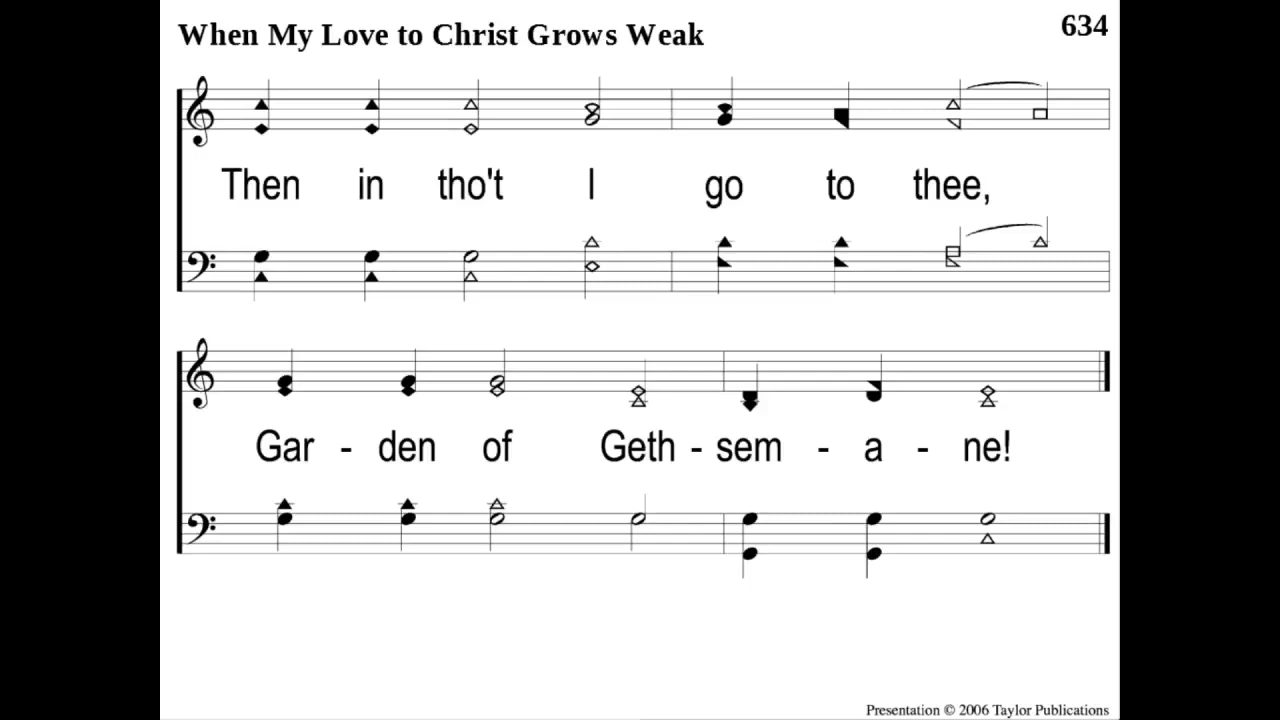 When My Love to Christ Grows Weak 634
Then in tho't I go to thee,
Gar - den of Geth - sem - a - ne!
Presentation © 2006 Taylor Publications